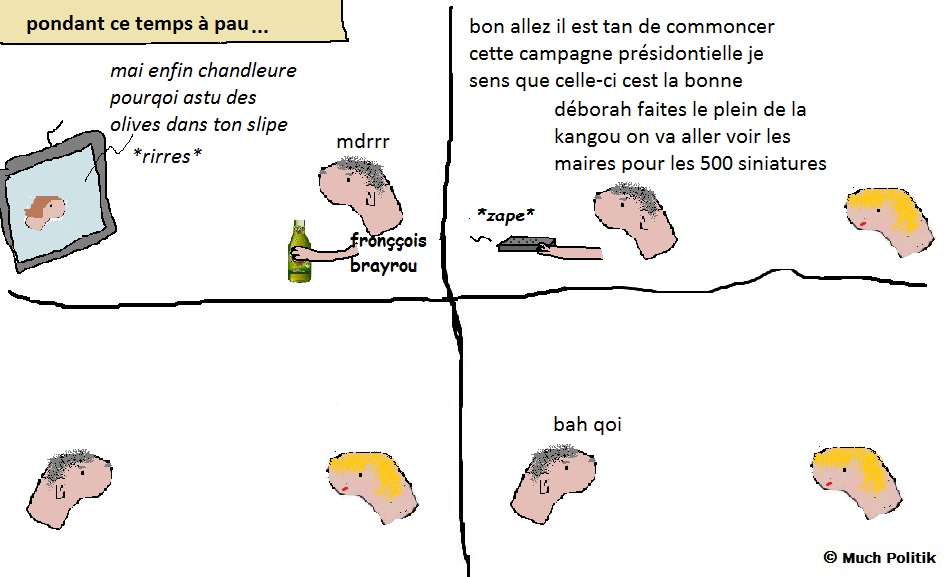 pondant ce temps à pau...
mai enfin chandleure
pourqoi astu des
olives dans ton slipe
*rirres*
mdrrr
fronççois
brayrou
bon allez il est tan de commoncer
cette campagne présidontielle je
sens que celle-ci cest la bonne
déborah faites le plein de la
kangou on va aller voir les
maires pour les 500 siniatures
*zape*
bah qoi
© Much Politik